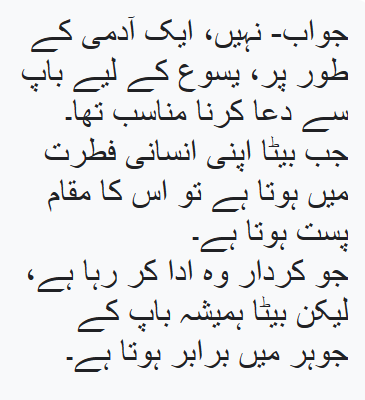 جواب- نہیں، ایک آدمی کے
طور پر، یسوع کے لیے باپ
سے دعا کرنا مناسب تھا۔
جب بیٹا اپنی انسانی فطرت
میں ہوتا ہے تو اس کا مقام
پست ہوتا ہے۔
جو کردار وہ ادا کر رہا ہے،
لیکن بیٹا ہمیشہ باپ کے
جوہر میں برابر ہوتا ہے۔